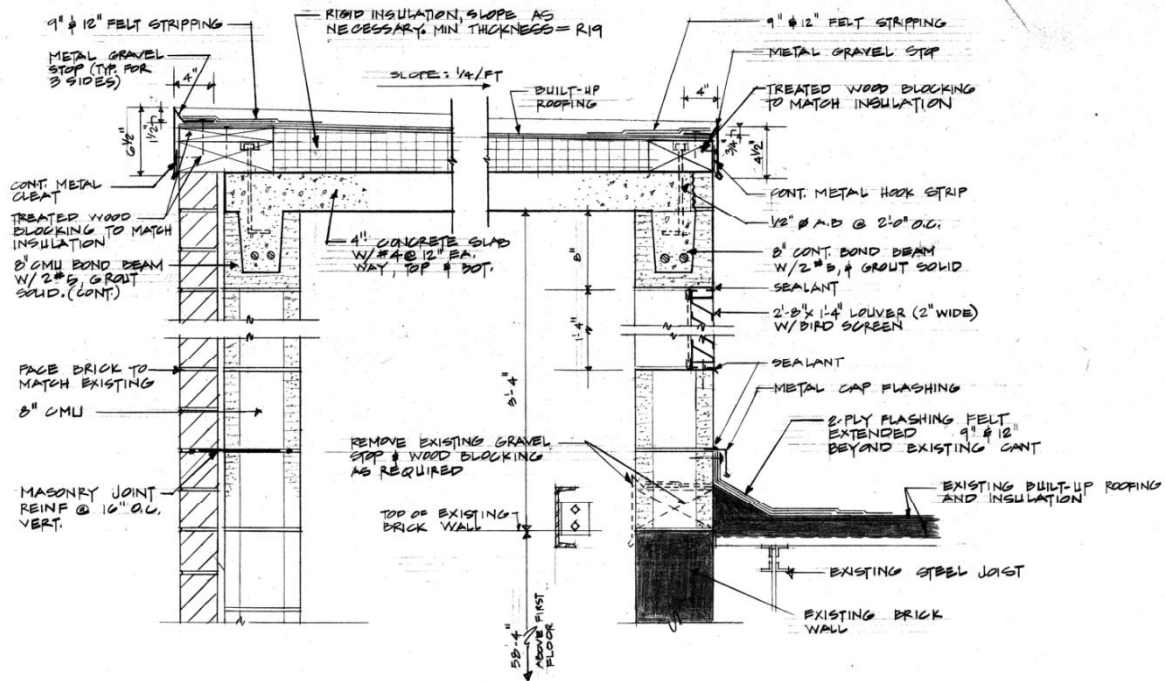 9" & 12" FELT STRIPPING
METAL GRAVEL
STOP (TYP. FOR
3 SIDES)
4"
RIGID INSULATION, SLOPE AS
NECESSARY. MIN THICKNESS = R19
SLOPE: 1/4/FT
BUILT-UP
ROOFING
9" & 12" FELT STRIPPING
METAL GRAVEL STOP
4"
TREATED WOOD BLOCKING
TO MATCH INSULATION
6 1/2"
1 1/2"
3/4"
4 1/2"
CONT. METAL
CLEAT
TREATED WOOD
BLOCKING TO MATCH
INSULATION
8" CMU BOND BEAM
W/ 2 #5, GROUT
SOLID. (CONT.)
4" CONCRETE SLAB
W/ #4 @ 12" EA.
WAY, TOP & BOT.
CONT. METAL HOOK STRIP
1/2" Ø A.B @ 2'-0" O.C.
8" CONT. BOND BEAM
W/ 2 #5, & GROUT SOLID
SEALANT
2'-8" x 1'-4" LOUVER (2" WIDE)
W/ BIRD SCREEN
8"
1'-4"
8'-4"
FACE BRICK TO
MATCH EXISTING
8" CMU
SEALANT
METAL CAP FLASHING
2-PLY FLASHING FELT
EXTENDED 9" & 12"
BEYOND EXISTING CANT
REMOVE EXISTING GRAVEL
STOP & WOOD BLOCKING
AS REQUIRED
MASONRY JOINT
REINF @ 16" O.C.
VERT.
TOP OF EXISTING
BRICK WALL
EXISTING BUILT-UP ROOFING
AND INSULATION
EXISTING STEEL JOIST
EXISTING BRICK
WALL
58'-4"
ABOVE FIRST
FLOOR